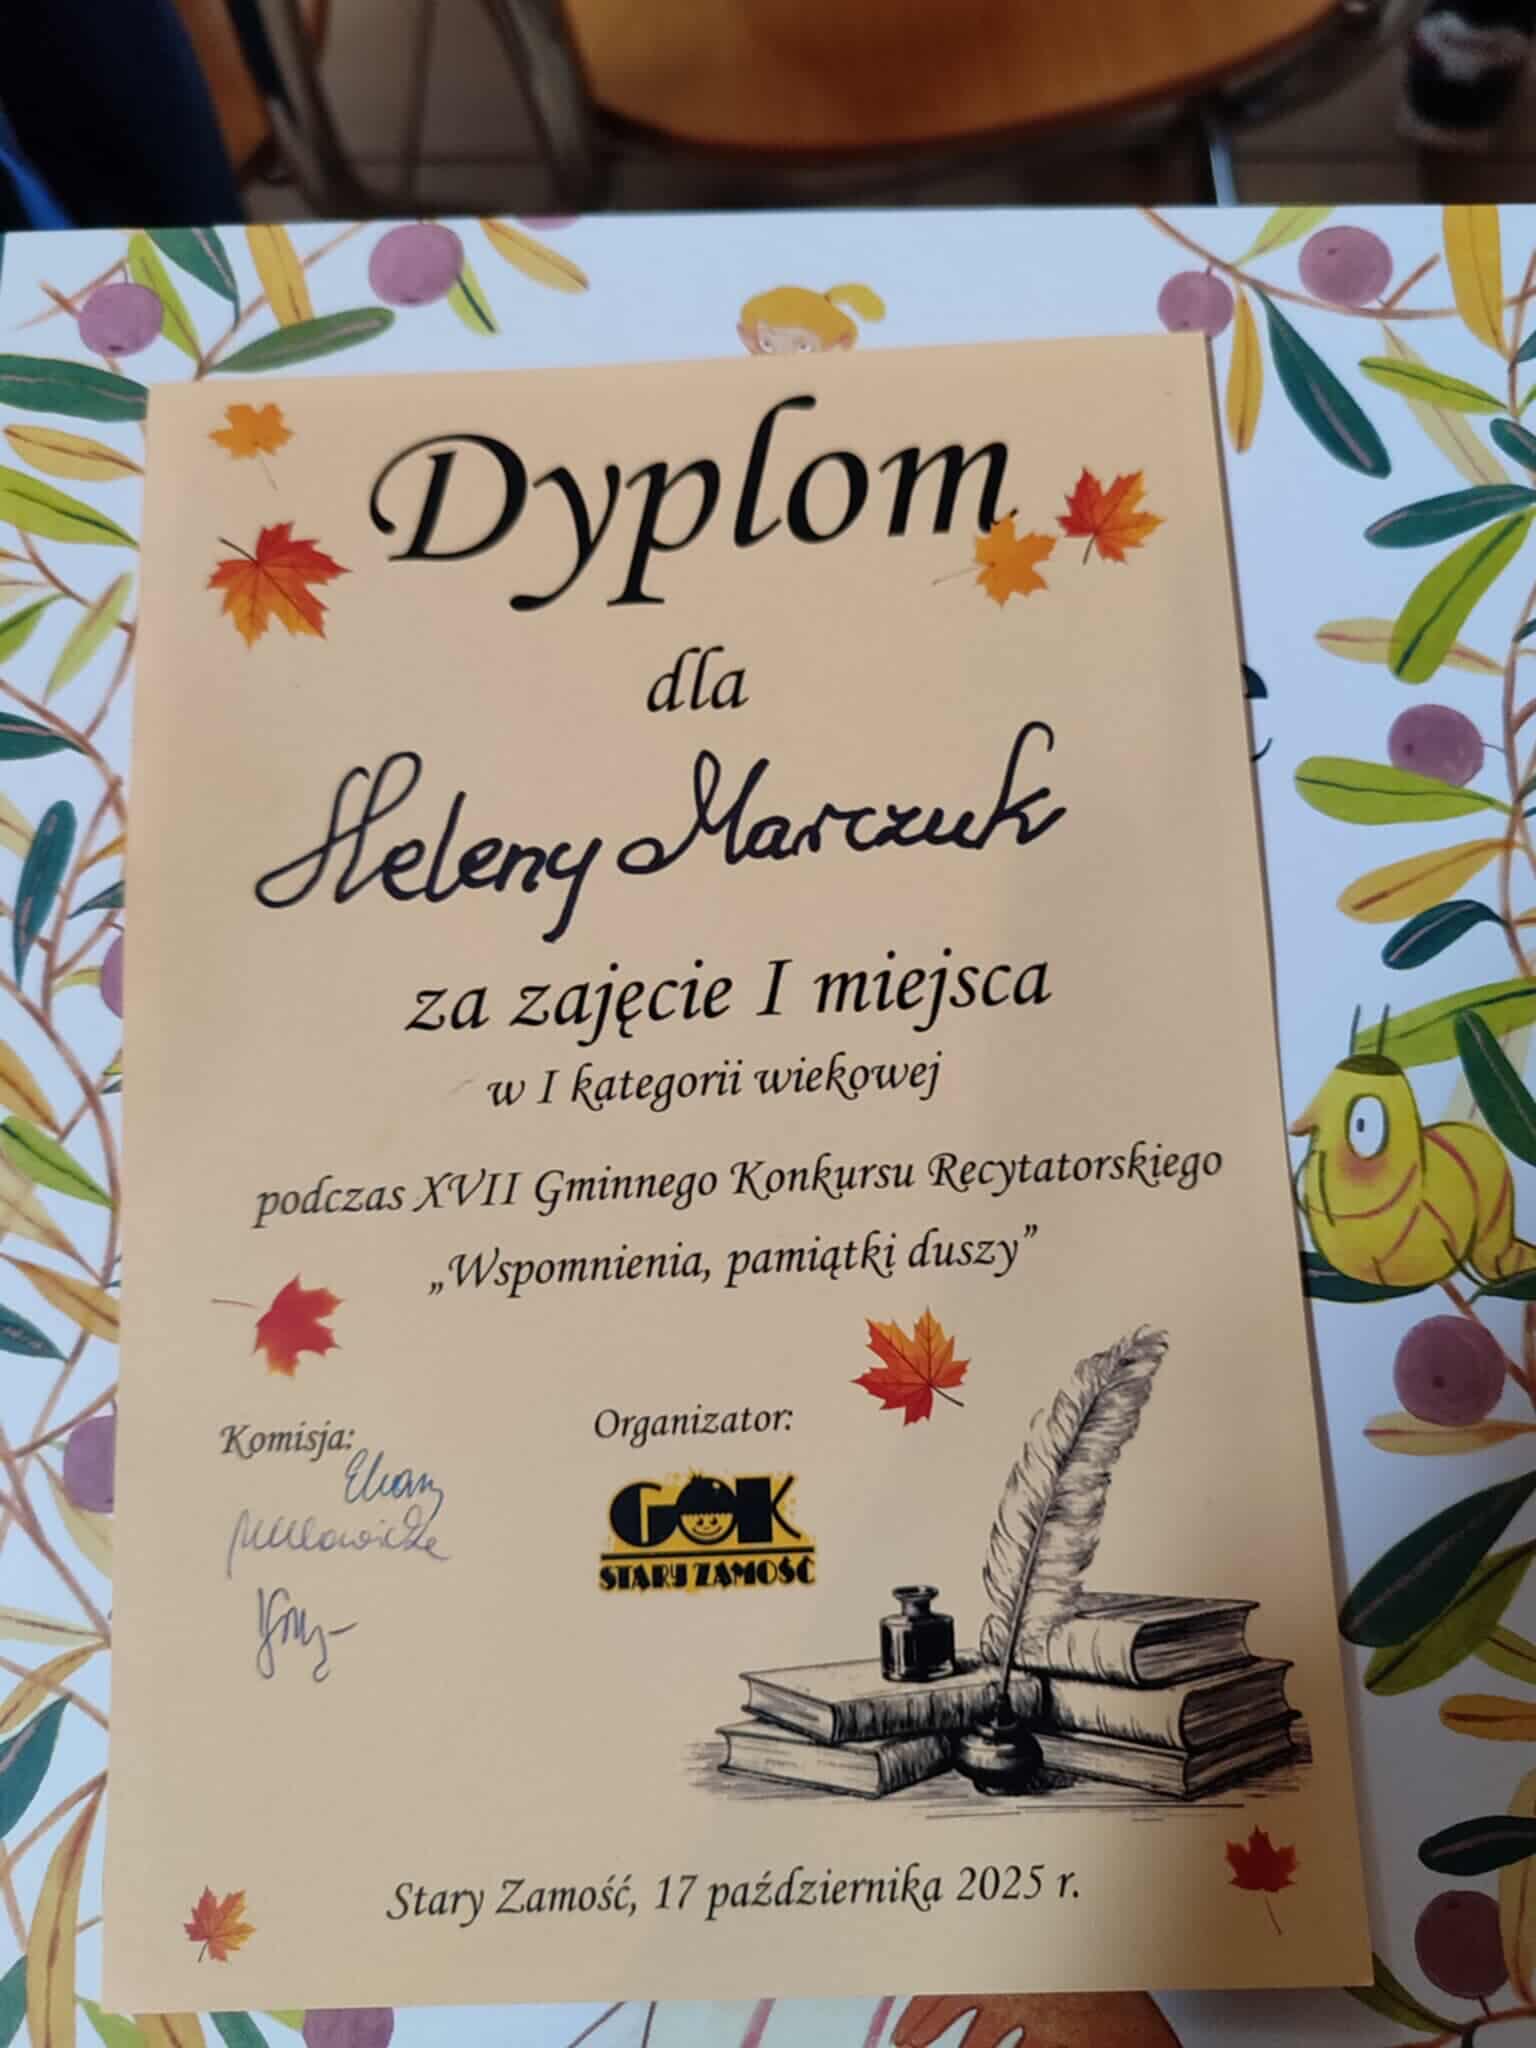 Dyplom
dla
Heleny Marczuk
za zajęcie I miejsca
w I kategorii wiekowej
podczas XVII Gminnego Konkursu Recytatorskiego
„Wspomnienia, pamiątki duszy”
Komisja:
Organizator:
GOK
STARY ZAMOŚĆ
Stary Zamość, 17 października 2025 r.